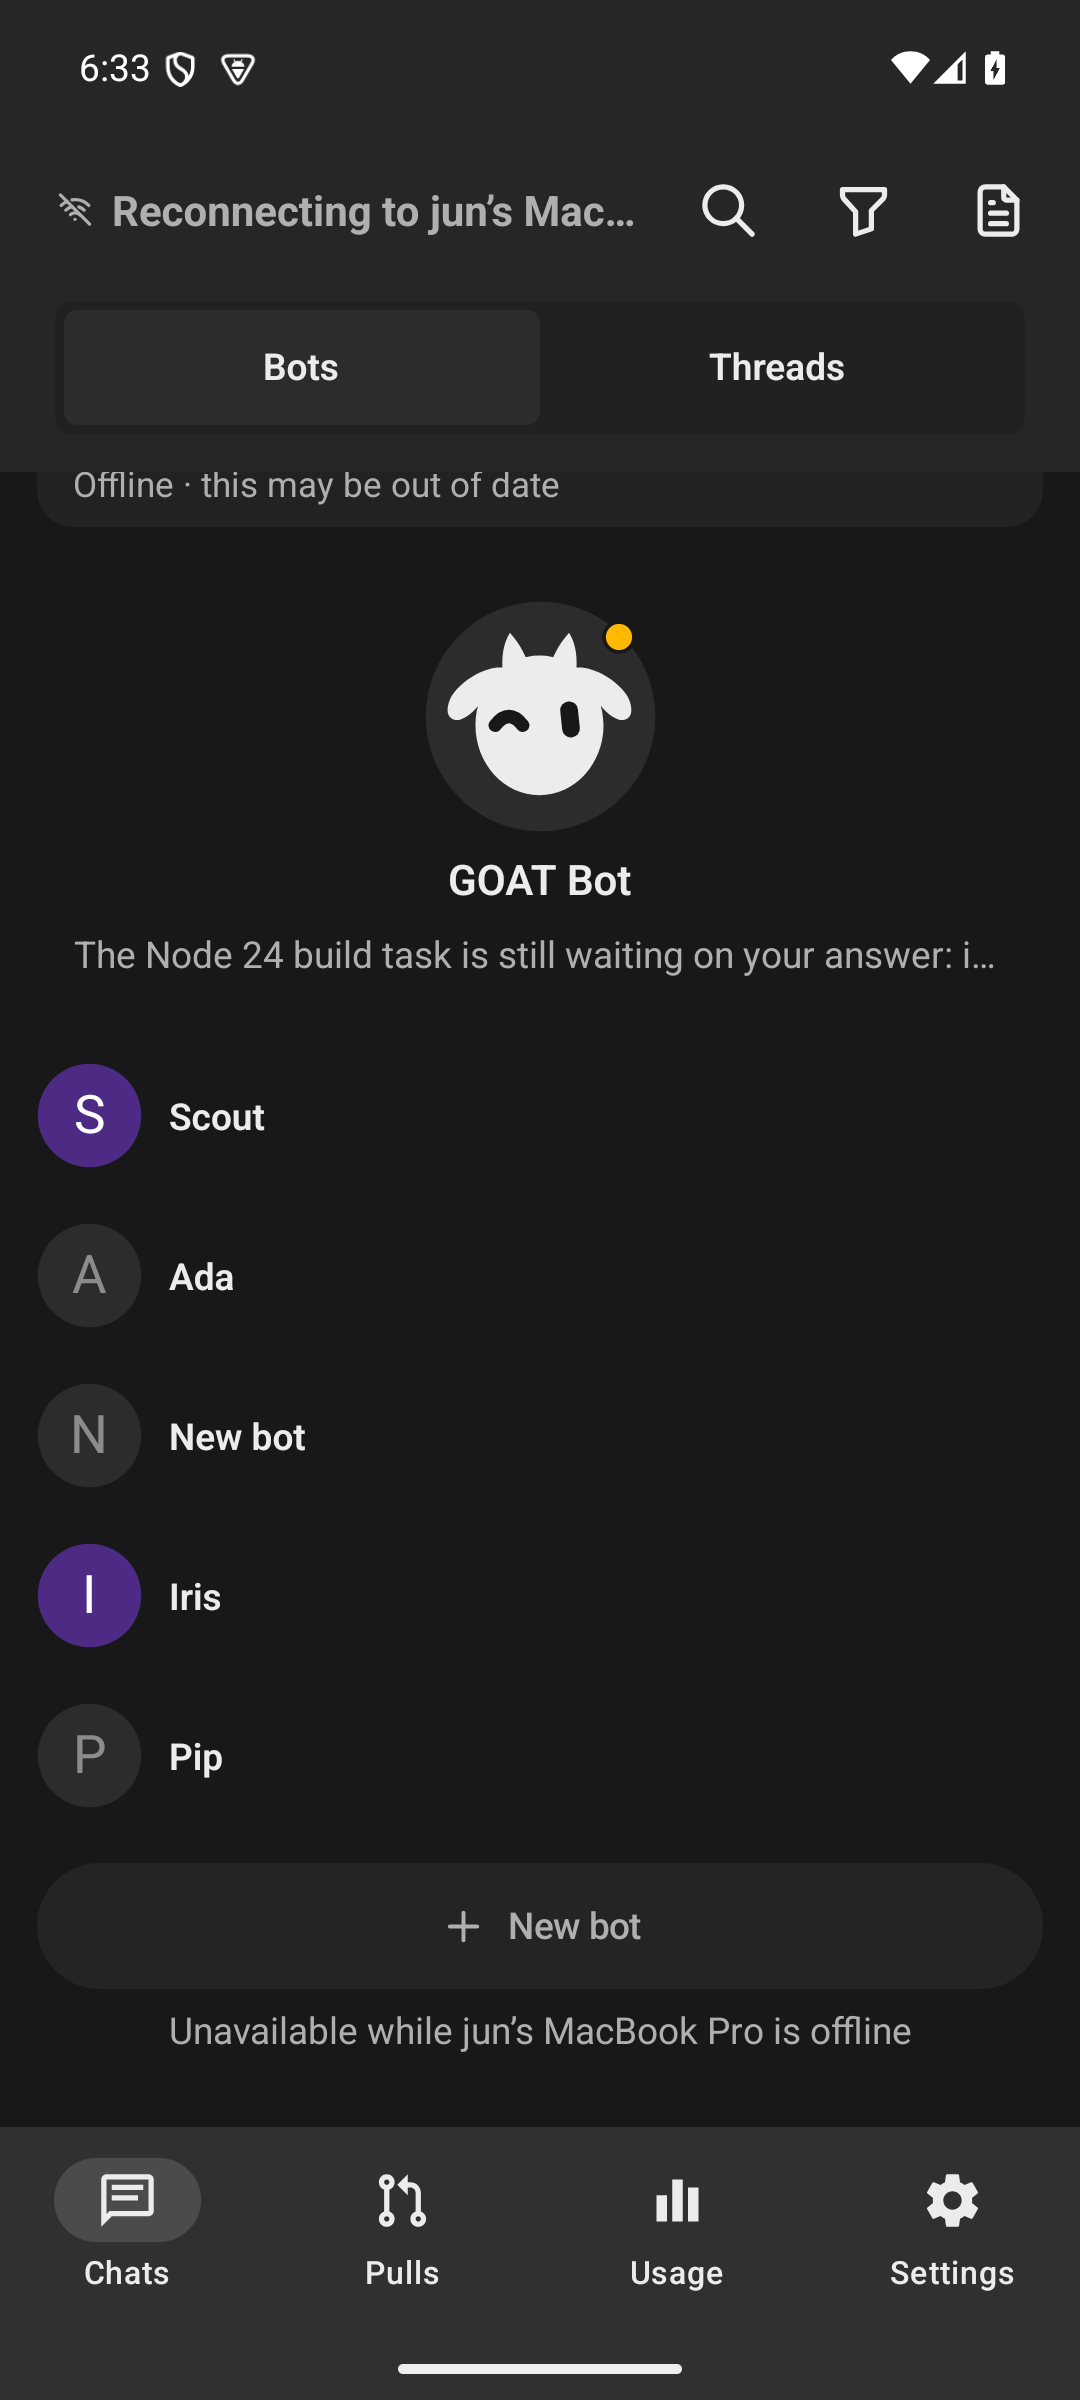 6:33
Reconnecting to jun’s Mac…
Bots
Threads
Offline · this may be out of date
GOAT Bot
The Node 24 build task is still waiting on your answer: i…
S
Scout
A
Ada
N
New bot
I
Iris
P
Pip
+ New bot
Unavailable while jun’s MacBook Pro is offline
Chats
Pulls
Usage
Settings